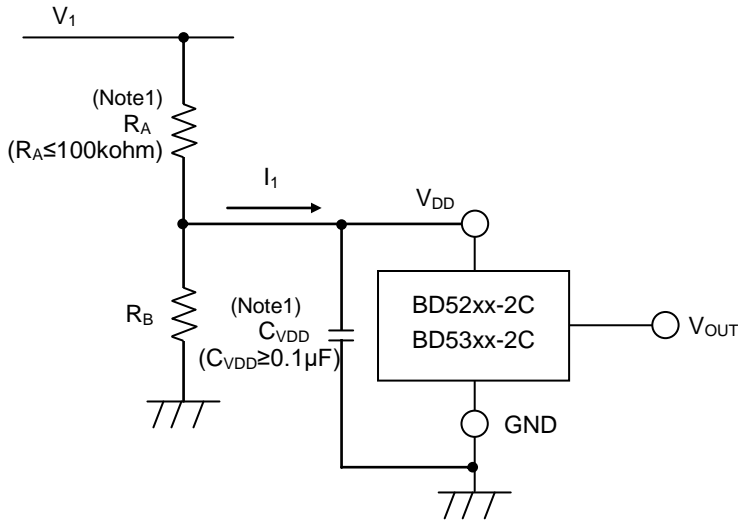 V1
(Note1)
RA
(RA≤100kohm)
I1
VDD
RB
(Note1)
CVDD
(CVDD≥0.1µF)
BD52xx-2C
BD53xx-2C
VOUT
GND